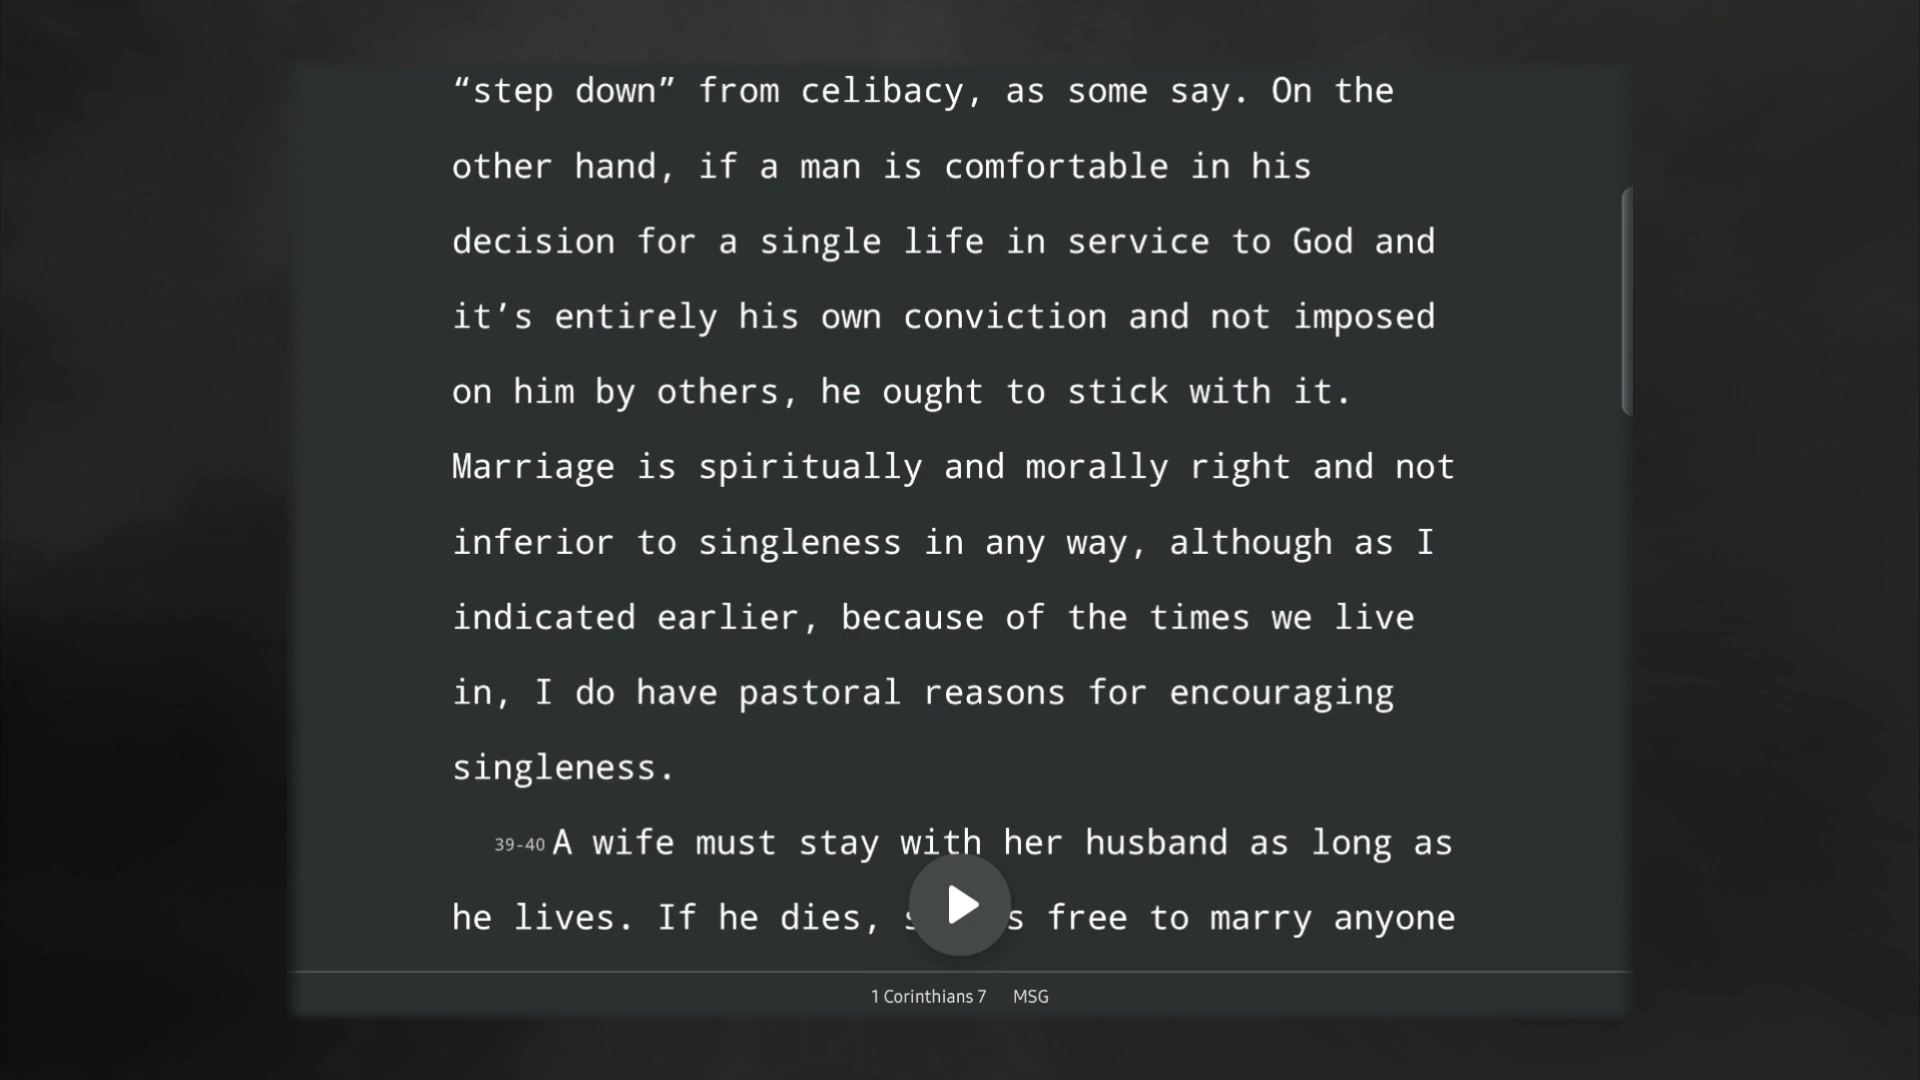 “step down” from celibacy, as some say. On the
other hand, if a man is comfortable in his
decision for a single life in service to God and
it’s entirely his own conviction and not imposed
on him by others, he ought to stick with it.
Marriage is spiritually and morally right and not
inferior to singleness in any way, although as I
indicated earlier, because of the times we live
in, I do have pastoral reasons for encouraging
singleness.
39-40 A wife must stay with her husband as long as
he lives. If he dies, free to marry anyone
1 Corinthians 7 MSG